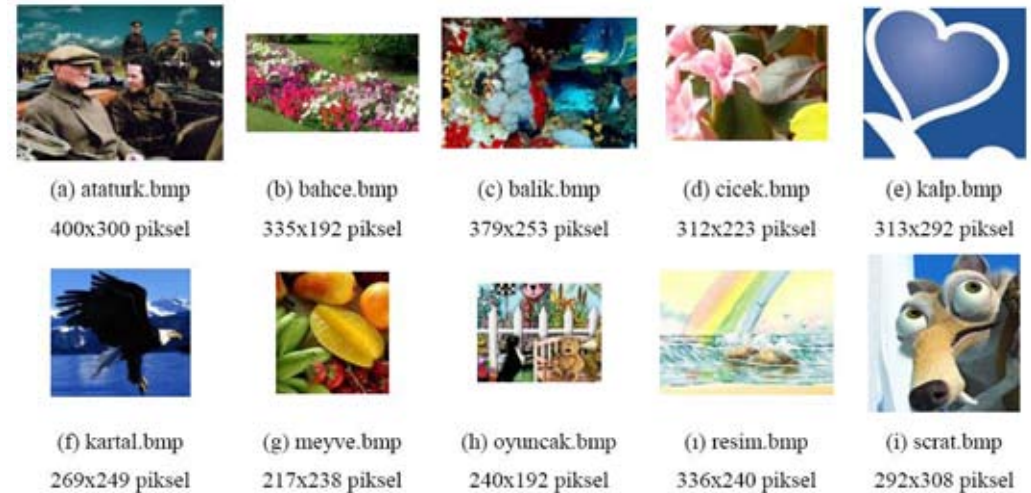 (a) ataturk.bmp
(b) bahce.bmp
(c) balik.bmp
(d) cicek.bmp
(e) kalp.bmp
400x300 piksel
335x192 piksel
379x253 piksel
312x223 piksel
313x292 piksel
(f) kartal.bmp
(g) meyve.bmp
(h) oyuncak.bmp
(ı) resim.bmp
(i) scrat.bmp
269x249 piksel
217x238 piksel
240x192 piksel
336x240 piksel
292x308 piksel